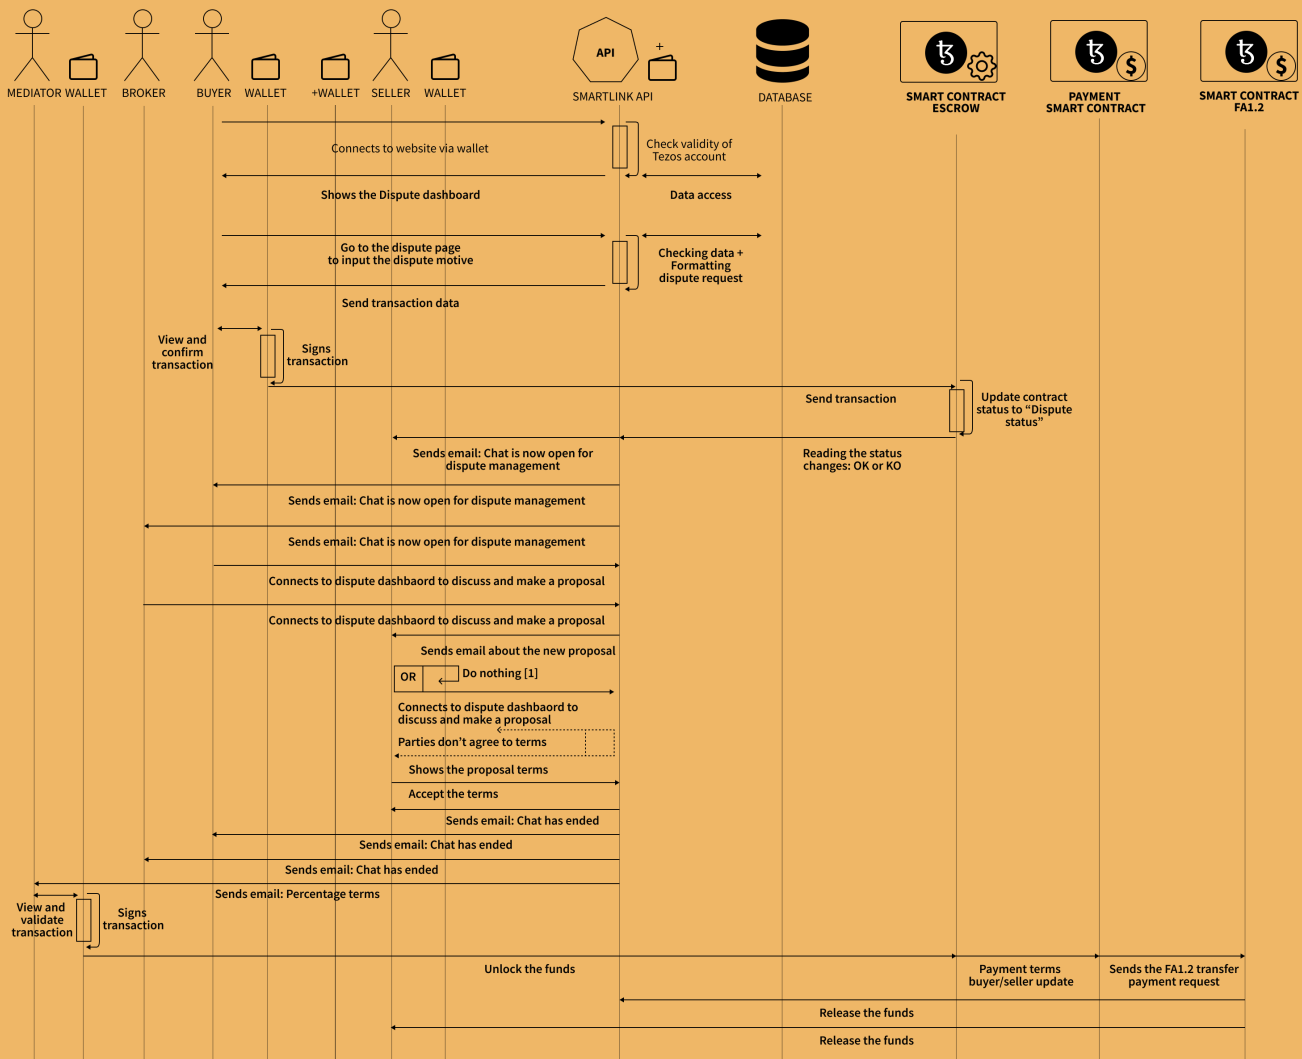 API
+
MEDIATOR WALLET BROKER BUYER WALLET +WALLET SELLER WALLET SMARTLINK API DATABASE
SMART CONTRACT
ESCROW
PAYMENT
SMART CONTRACT
SMART CONTRACT
FA1.2
$
$
Connects to website via wallet
Check validity of
Tezos account
Shows the Dispute dashboard
Data access
Go to the dispute page
to input the dispute motive
Checking data +
Formatting
dispute request
Send transaction data
View and
confirm
transaction
Signs
transaction
Send transaction
Update contract
status to “Dispute
status”
Sends email: Chat is now open for
dispute management
Reading the status
changes: OK or KO
Sends email: Chat is now open for dispute management
Sends email: Chat is now open for dispute management
Connects to dispute dashbaord to discuss and make a proposal
Connects to dispute dashbaord to discuss and make a proposal
Sends email about the new proposal
OR
Do nothing [1]
Connects to dispute dashbaord to
discuss and make a proposal
Parties don’t agree to terms
Shows the proposal terms
Accept the terms
Sends email: Chat has ended
Sends email: Chat has ended
Sends email: Chat has ended
Sends email: Percentage terms
View and
validate
transaction
Signs
transaction
Unlock the funds
Payment terms
buyer/seller update
Sends the FA1.2 transfer
payment request
Release the funds
Release the funds